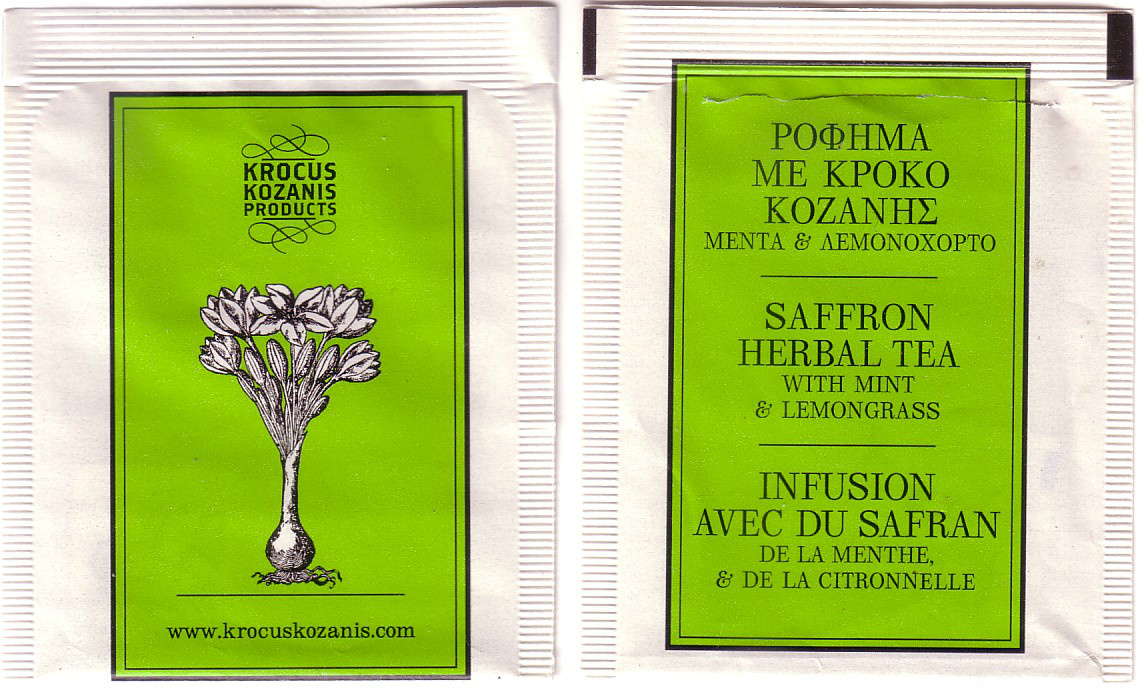 KROCUS
KOZANIS
PRODUCTS
www.krocuskozanis.com
ΡΟΦΗΜΑ
ΜΕ ΚΡΟΚΟ
ΚΟΖΑΝΗΣ
ΜΕΝΤΑ & ΛΕΜΟΝΟΧΟΡΤΟ
SAFFRON
HERBAL TEA
WITH MINT
& LEMONGRASS
INFUSION
AVEC DU SAFRAN
DE LA MENTHE,
& DE LA CITRONNELLE